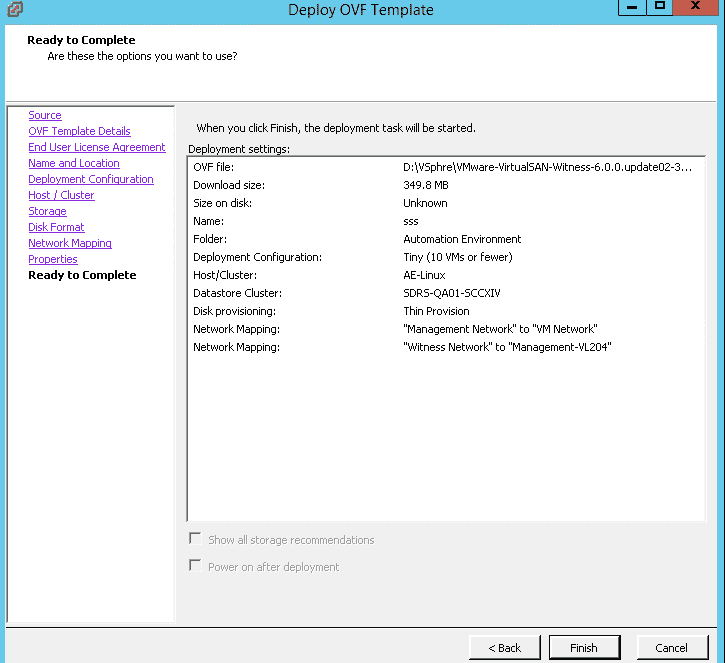 Deploy OVF Template
Ready to Complete
Are these the options you want to use?
Source
OVF Template Details
End User License Agreement
Name and Location
Deployment Configuration
Host / Cluster
Storage
Disk Format
Network Mapping
Properties
Ready to Complete
When you click Finish, the deployment task will be started.
Deployment settings:
OVF file: D:\VSphre\VMware-VirtualSAN-Witness-6.0.0.update02-3...
Download size: 349.8 MB
Size on disk: Unknown
Name: sss
Folder: Automation Environment
Deployment Configuration: Tiny (10 VMs or fewer)
Host/Cluster: AE-Linux
Datastore Cluster: SDRS-QA01-SCCXIV
Disk provisioning: Thin Provision
Network Mapping: "Management Network" to "VM Network"
Network Mapping: "Witness Network" to "Management-VL204"
Show all storage recommendations
Power on after deployment
< Back Finish Cancel